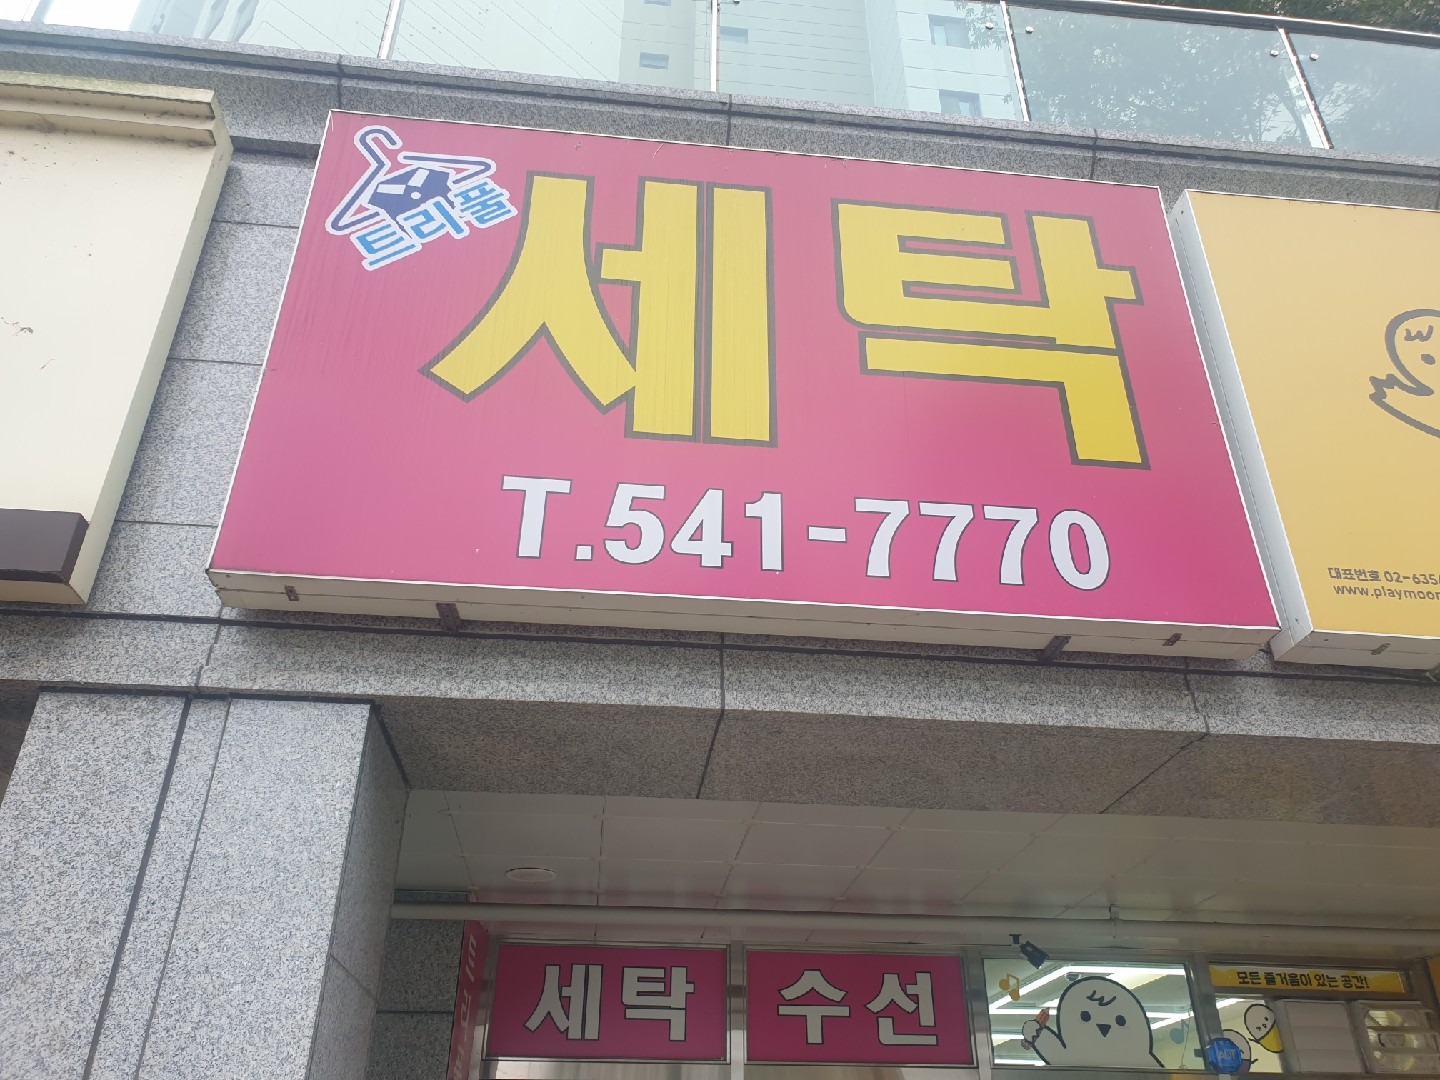 트리플
세탁
T.541-7770
대표번호 02-635
www.playmoon
세탁
수선
모든 즐거움이 있는 공간!